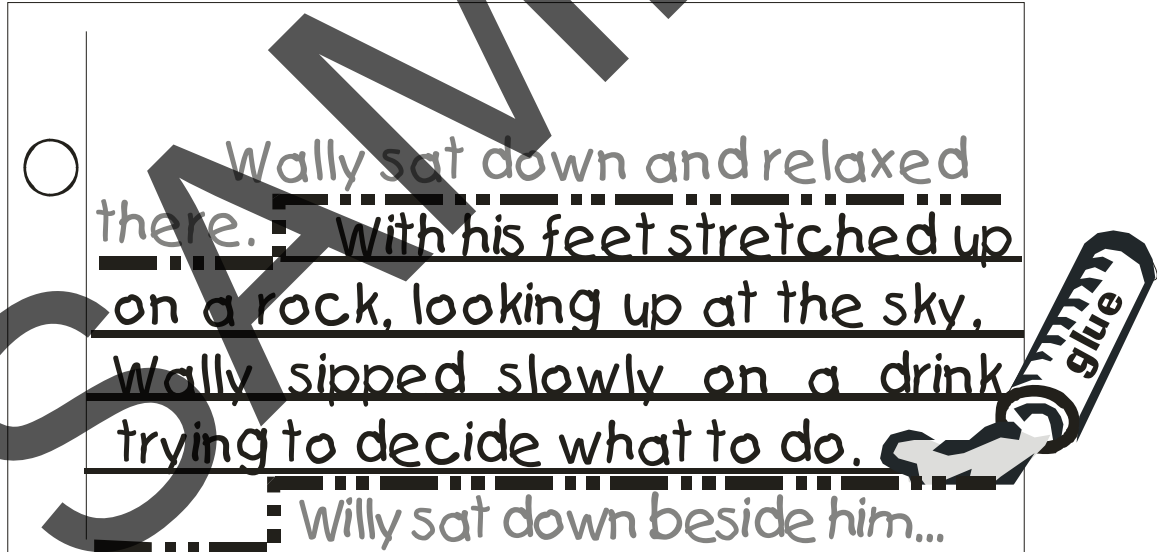 Wally sat down and relaxed
there. With his feet stretched up
on a rock, looking up at the sky,
Wally sipped slowly on a drink
trying to decide what to do.
Willy sat down beside him...
glue
SAM